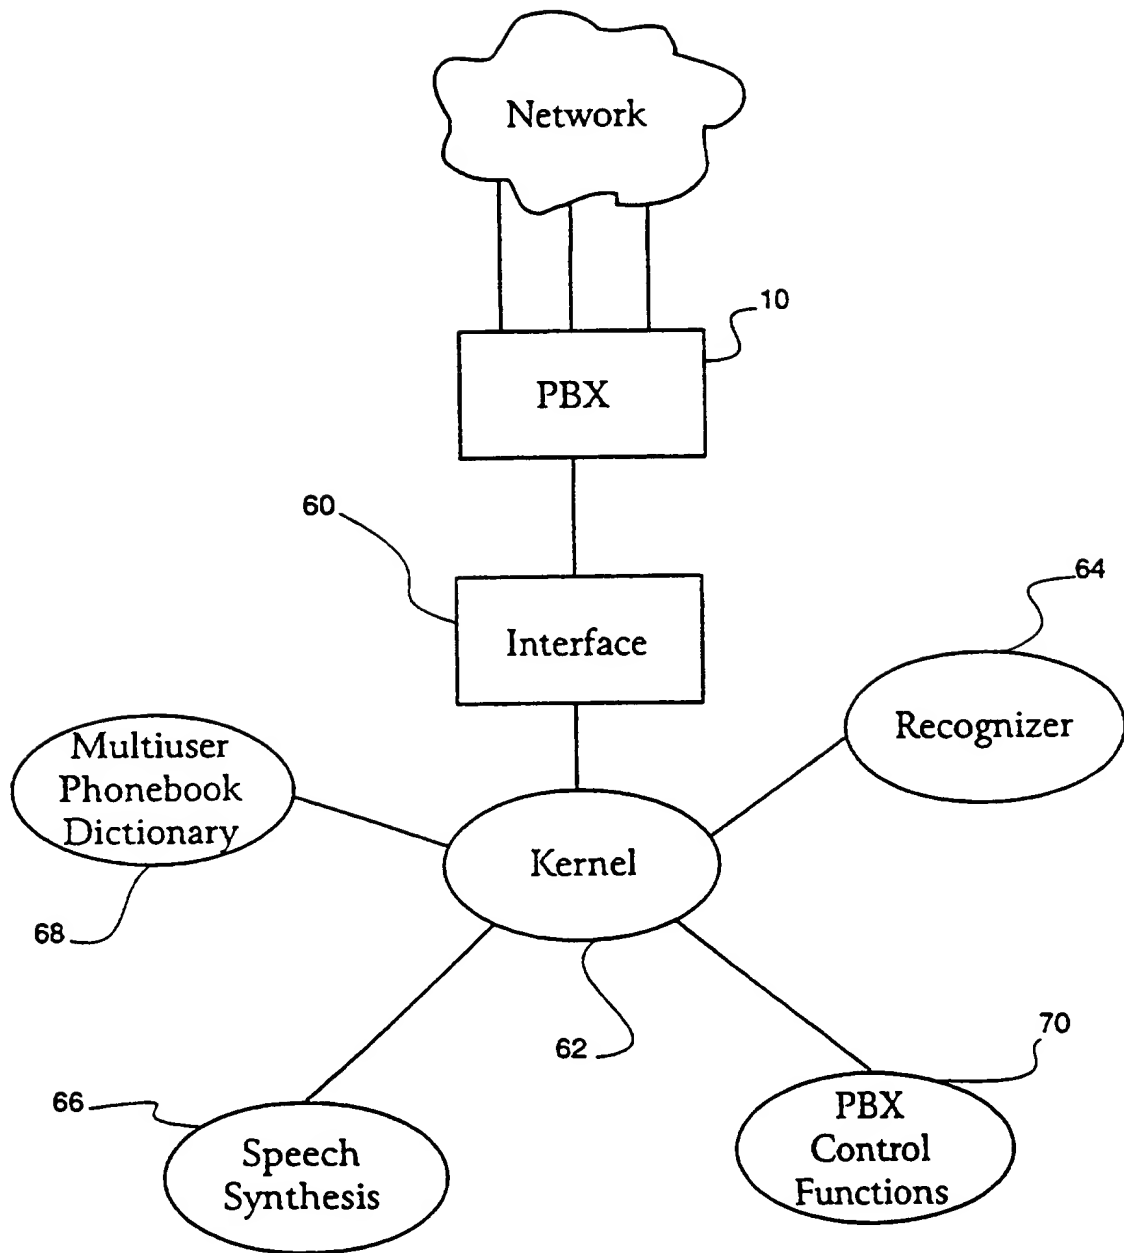 Network
10
PBX
60
Interface
64
Recognizer
Multiuser
Phonebook
Dictionary
Kernel
68
62
70
66
Speech
Synthesis
PBX
Control
Functions